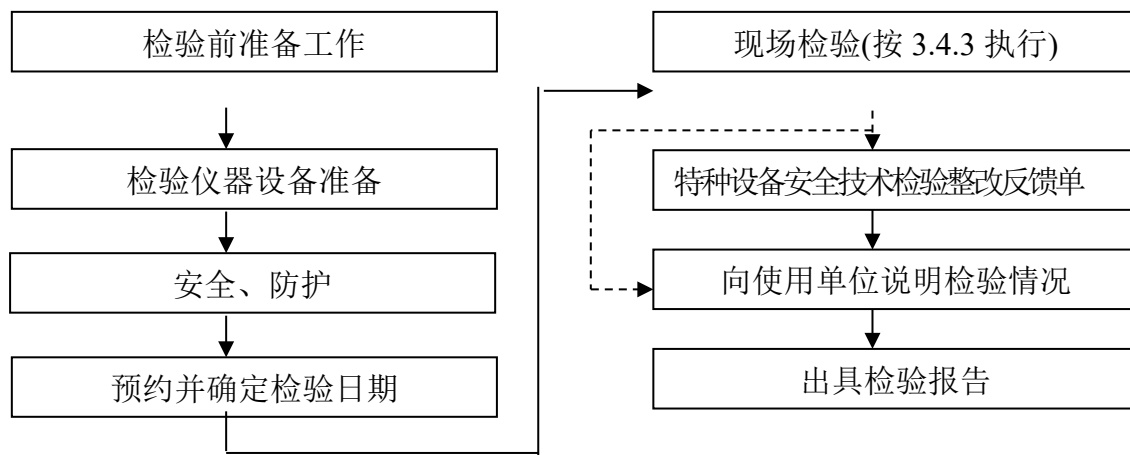 检验前准备工作
检验仪器设备准备
安全、防护
预约并确定检验日期
现场检验(按 3.4.3 执行)
特种设备安全技术检验整改反馈单
向使用单位说明检验情况
出具检验报告